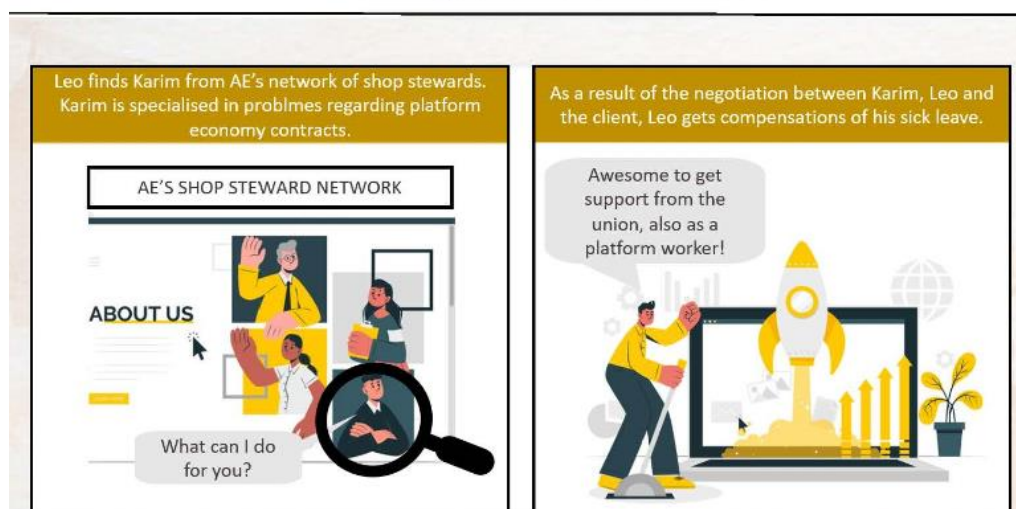 Leo finds Karim from AE's network of shop stewards.
Karim is specialised in problmes regarding platform
economy contracts.
AE'S SHOP STEWARD NETWORK
ABOUT US
What can I do
for you?
As a result of the negotiation between Karim, Leo and
the client, Leo gets compensations of his sick leave.
Awesome to get
support from the
union, also as a
platform worker!